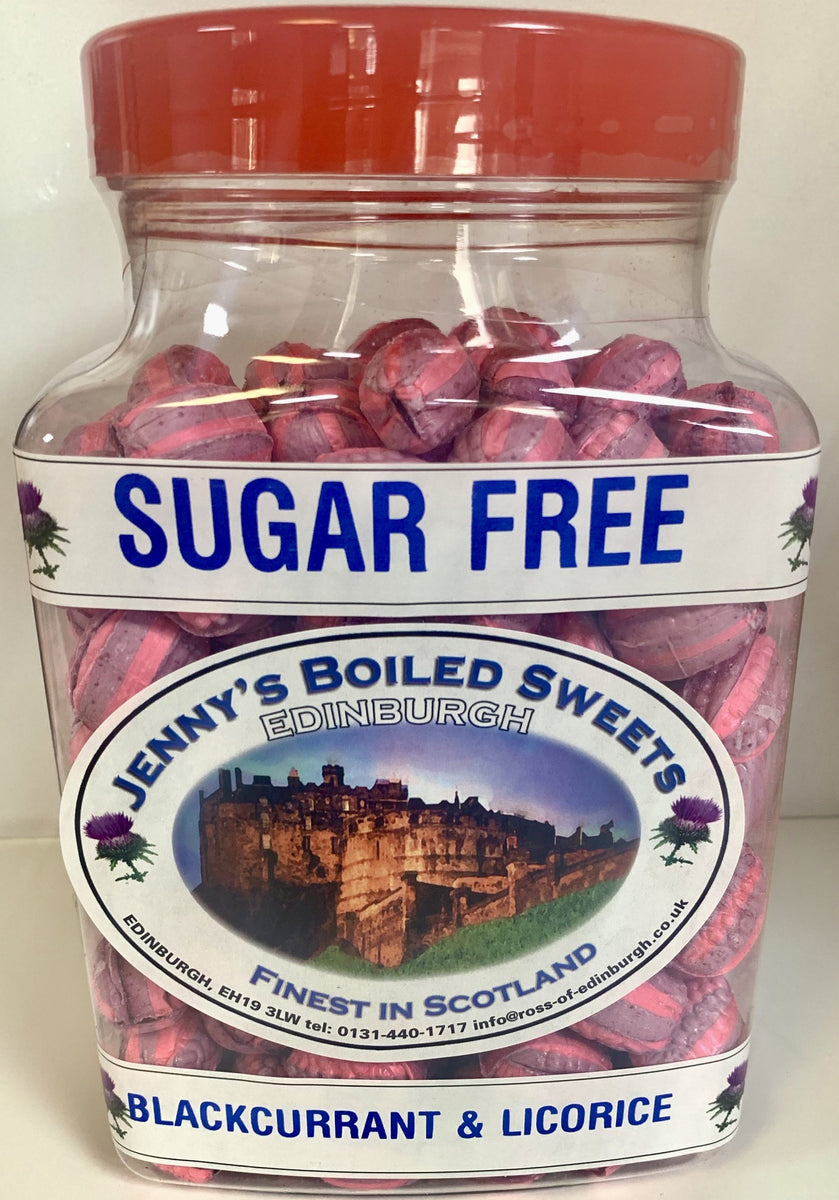 SUGAR FREE
JENNY'S BOILED SWEETS
EDINBURGH
FINEST IN SCOTLAND
EDINBURGH, EH19 3LW tel: 0131-440-1717 info@ross-of-edinburgh.co.uk
BLACKCURRANT & LICORICE